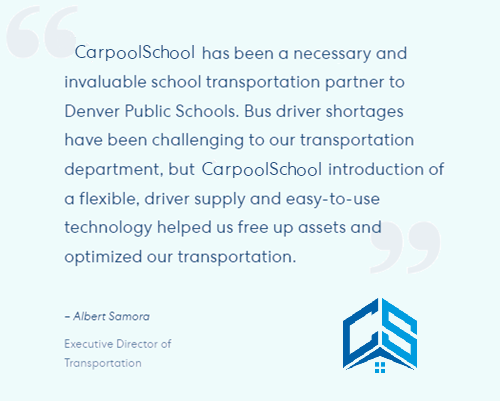 CarpoolSchool has been a necessary and
invaluable school transportation partner to
Denver Public Schools. Bus driver shortages
have been challenging to our transportation
department, but CarpoolSchool introduction of
a flexible, driver supply and easy-to-use
technology helped us free up assets and
optimized our transportation.
– Albert Samora
Executive Director of
Transportation
CS